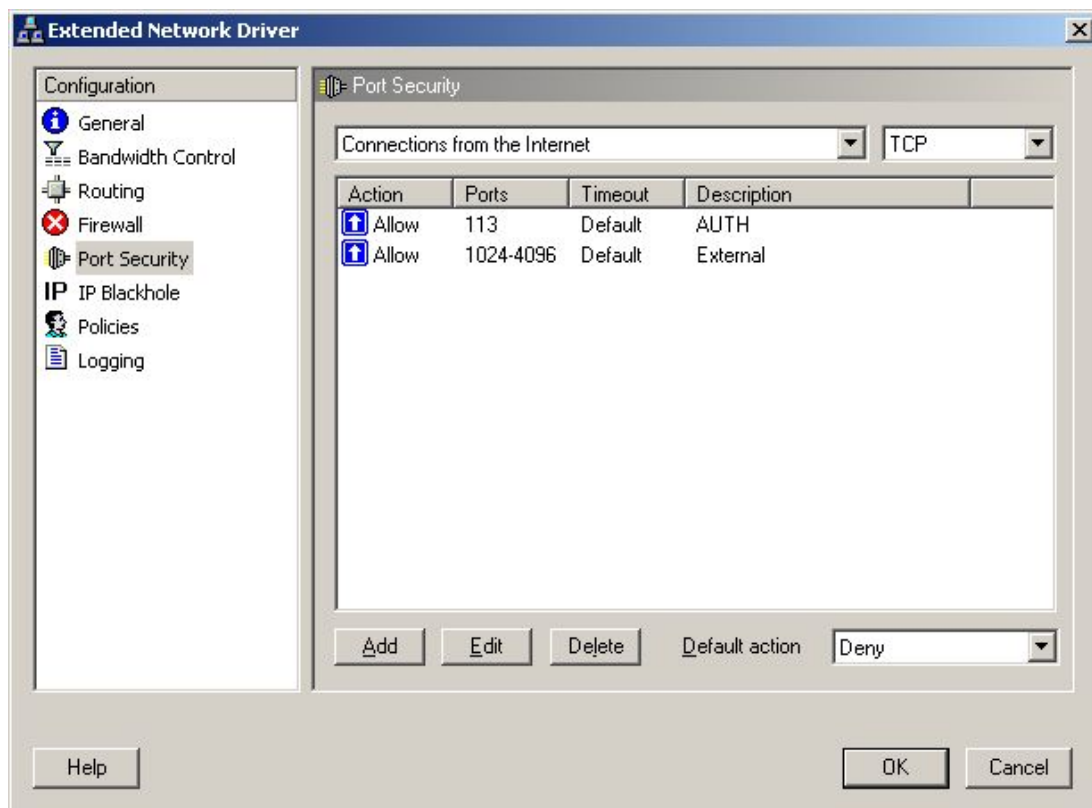 Extended Network Driver
Configuration
General
Bandwidth Control
Routing
Firewall
Port Security
IP IP Blackhole
Policies
Logging
Port Security
Connections from the Internet TCP
Action Ports Timeout Description
Allow 113 Default AUTH
Allow 1024-4096 Default External
Add Edit Delete Default action Deny
Help OK Cancel